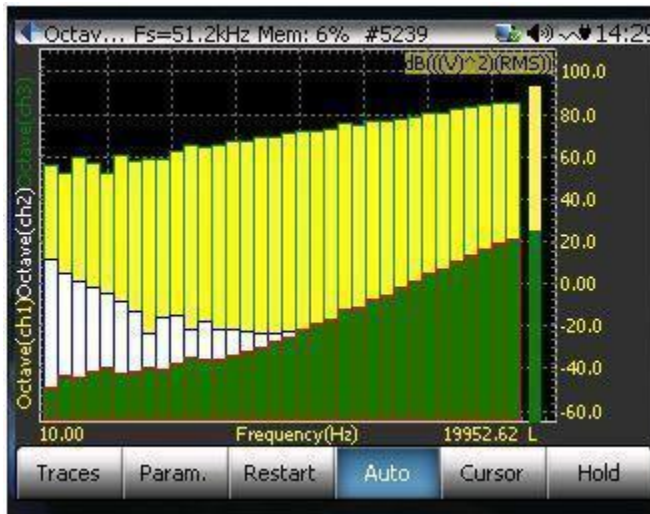 Octav... Fs=51.2kHz Mem: 6% #5239 14:29
dB(((V)^2)(RMS))
Octave(ch1)Octave(ch2)Octave(ch3)
100.0
80.0
60.0
40.0
20.0
0.00
-20.0
-40.0
-60.0
10.00 Frequency(Hz) 19952.62 L
Traces Param. Restart Auto Cursor Hold